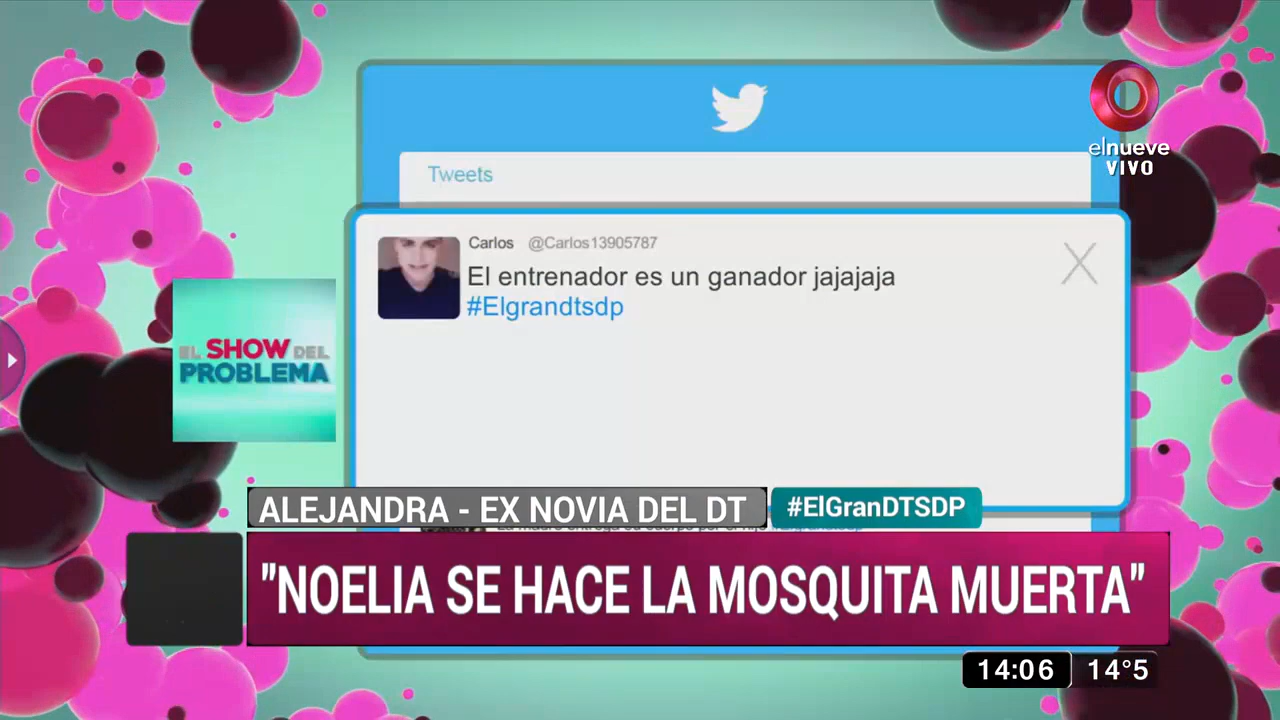 elnueve
VIVO
Tweets
Carlos @Carlos13905787
El entrenador es un ganador jajajaja
#Elgrandtsdp
EL SHOW DEL
PROBLEMA
ALEJANDRA - EX NOVIA DEL DT
#ElGranDTSDP
"NOELIA SE HACE LA MOSQUITA MUERTA"
14:06
14°5